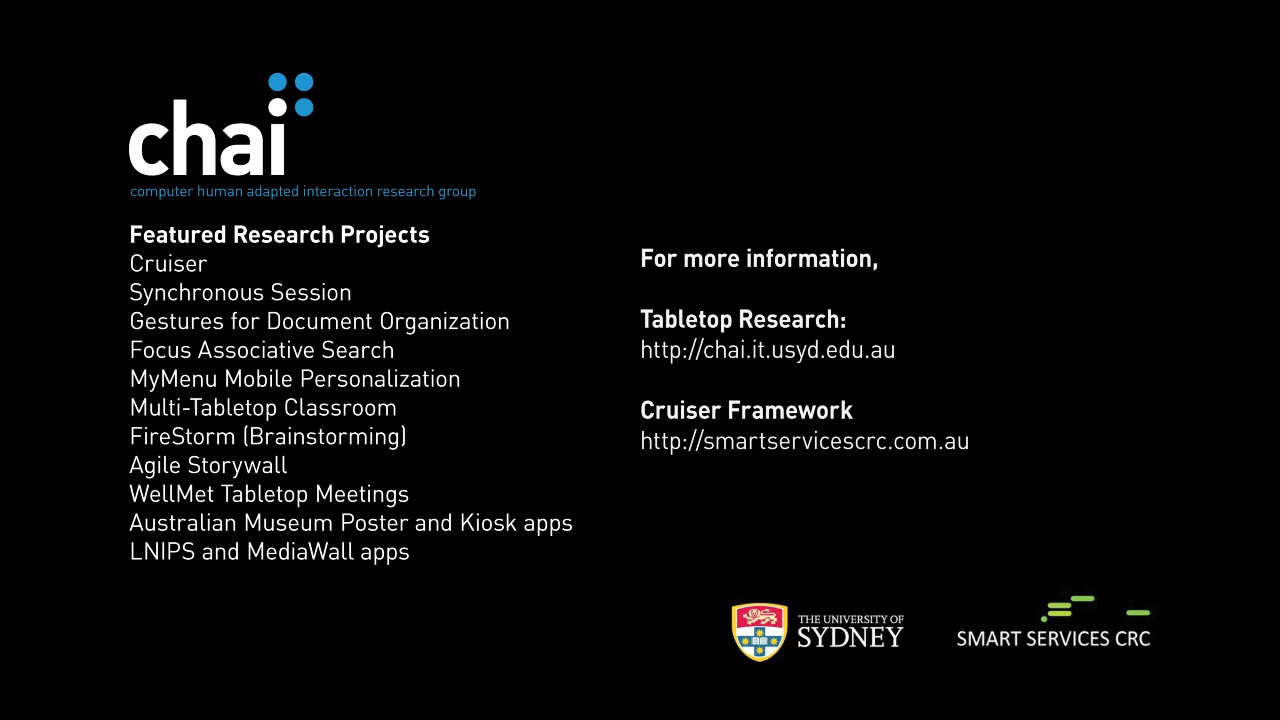 chai
computer human adapted interaction research group
Featured Research Projects
Cruiser
Synchronous Session
Gestures for Document Organization
Focus Associative Search
MyMenu Mobile Personalization
Multi-Tabletop Classroom
FireStorm (Brainstorming)
Agile Storywall
WellMet Tabletop Meetings
Australian Museum Poster and Kiosk apps
LNIPS and MediaWall apps
For more information,
Tabletop Research:
http://chai.it.usyd.edu.au
Cruiser Framework
http://smartservicescrc.com.au
THE UNIVERSITY OF
SYDNEY
SMART SERVICES CRC